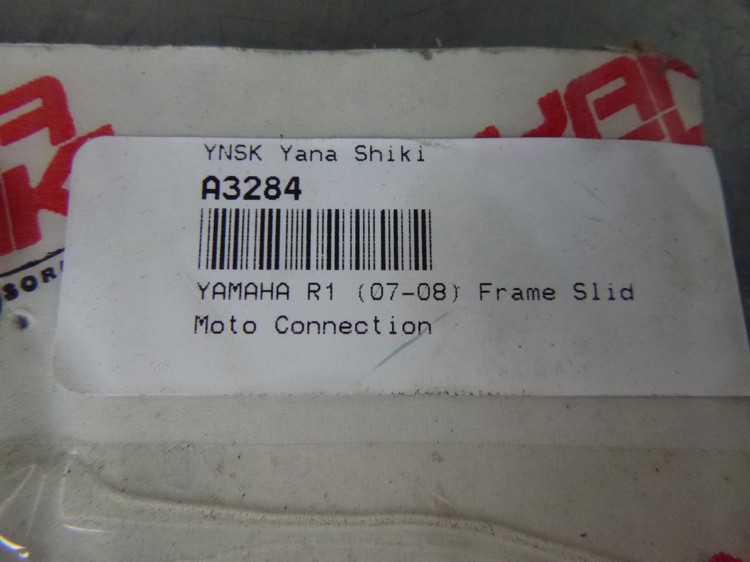 YNSK Yana Shiki
A3284
YAMAHA R1 (07-08) Frame Slid
Moto Connection